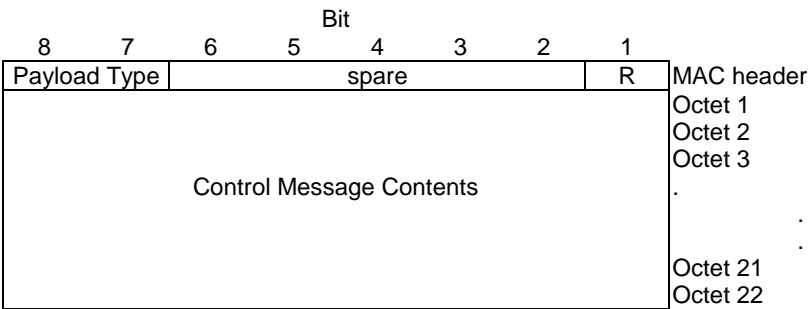 Bit
8 7 6 5 4 3 2 1
Payload Type spare R MAC header
Octet 1
Octet 2
Octet 3
Control Message Contents .
.
.
Octet 21
Octet 22